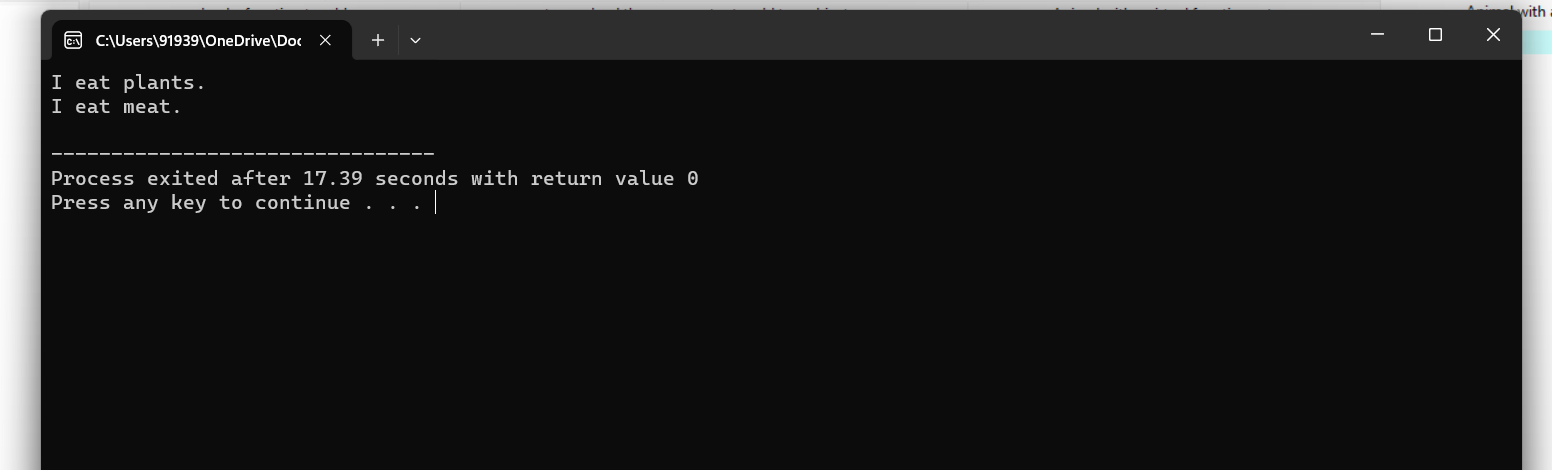 with a
C:\Users\91939\OneDrive\Doc
I eat plants.
I eat meat.
--------------------------------
Process exited after 17.39 seconds with return value 0
Press any key to continue . . .